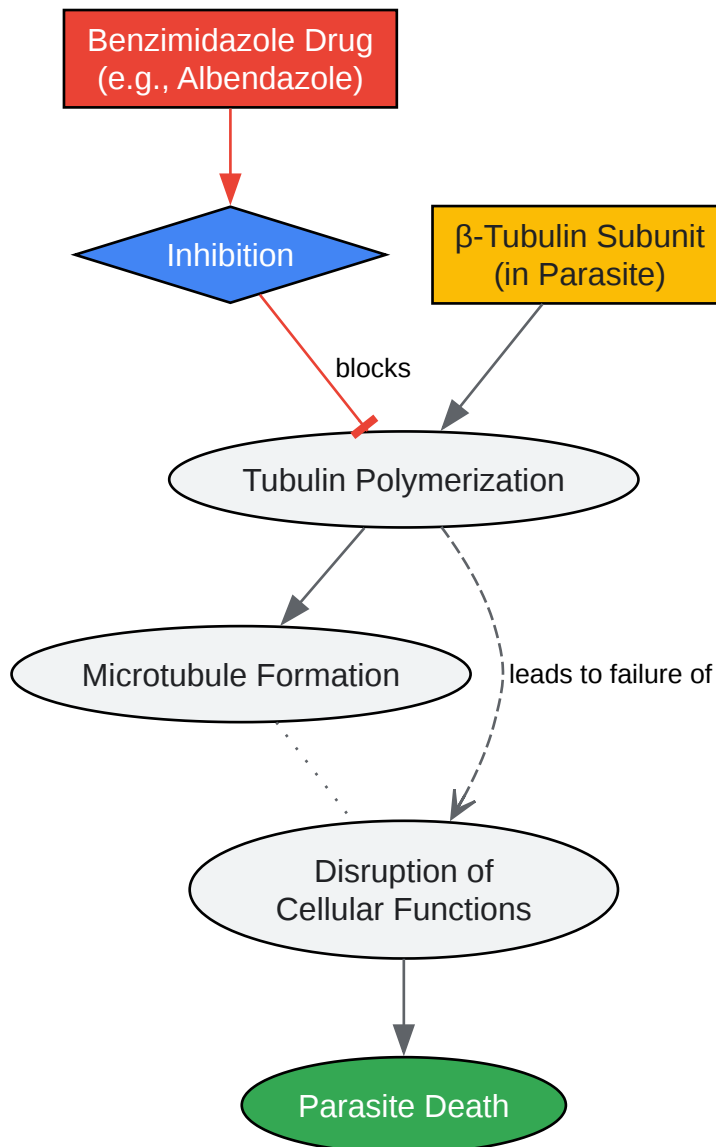 Benzimidazole Drug
(e.g., Albendazole)
Inhibition
β-Tubulin Subunit
(in Parasite)
blocks
Tubulin Polymerization
Microtubule Formation
leads to failure of
Disruption of
Cellular Functions
Parasite Death